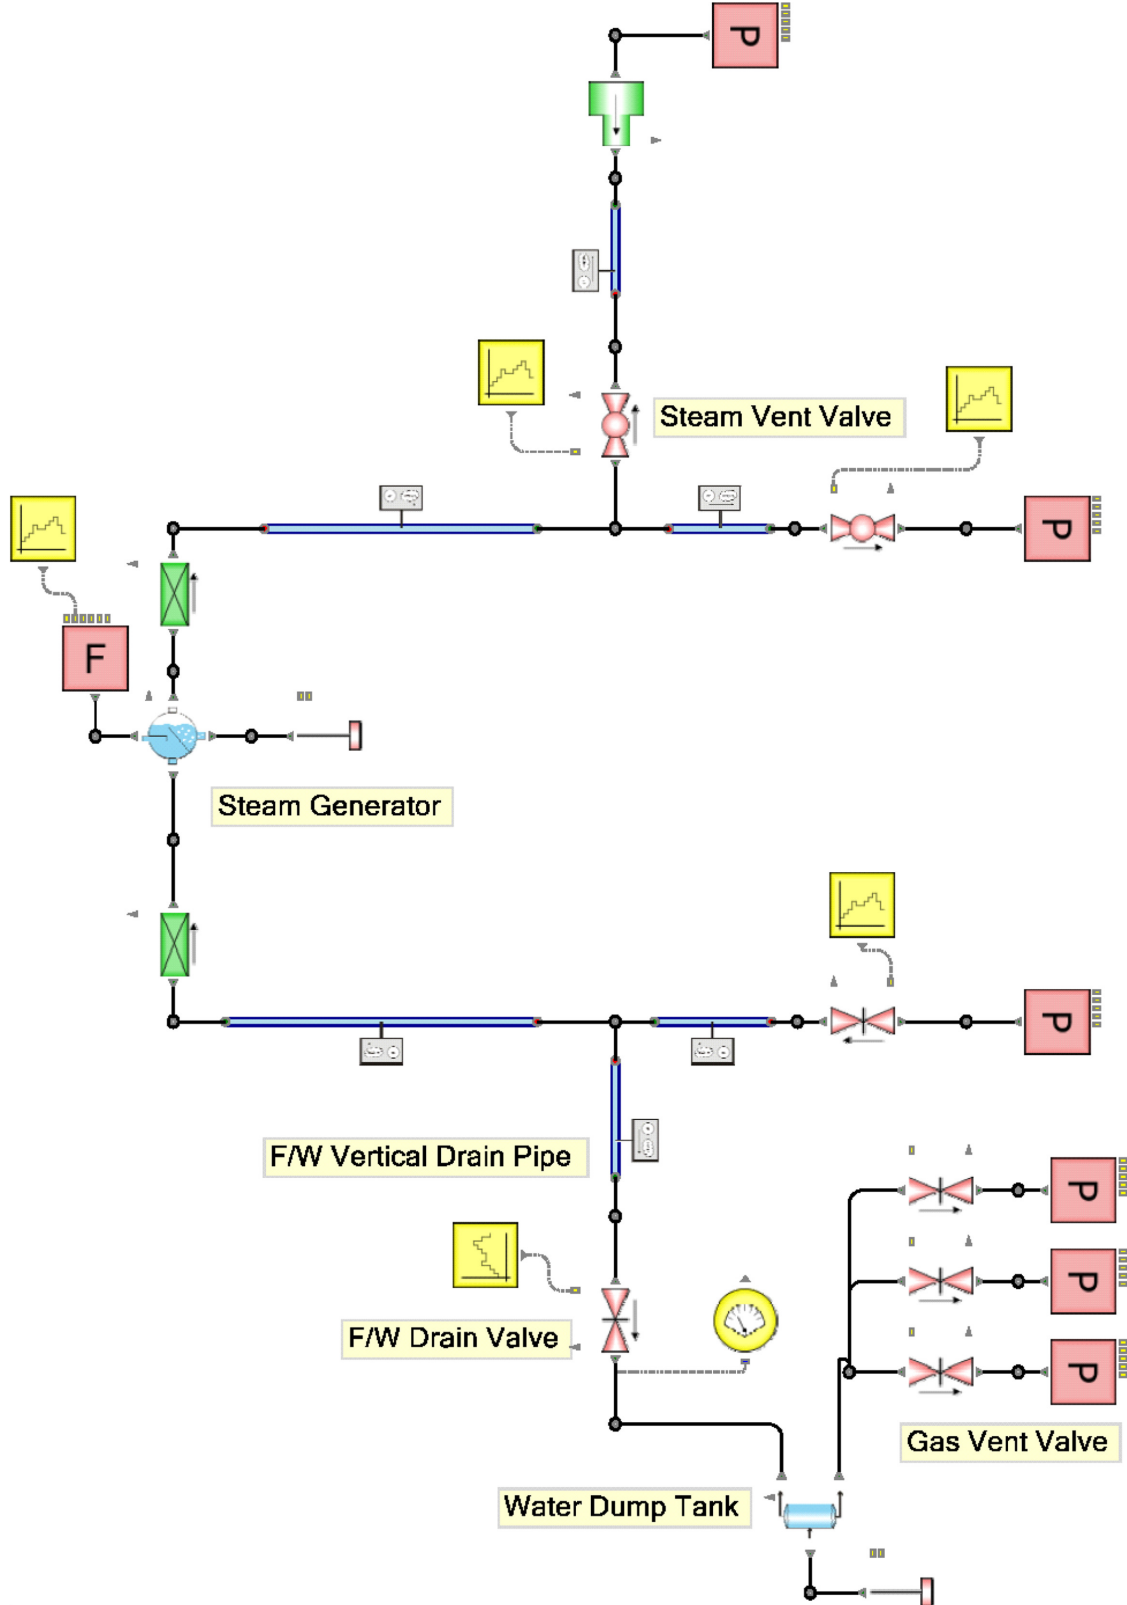 P
Steam Vent Valve
P
F
Steam Generator
P
F/W Vertical Drain Pipe
P
P
F/W Drain Valve
P
Gas Vent Valve
Water Dump Tank